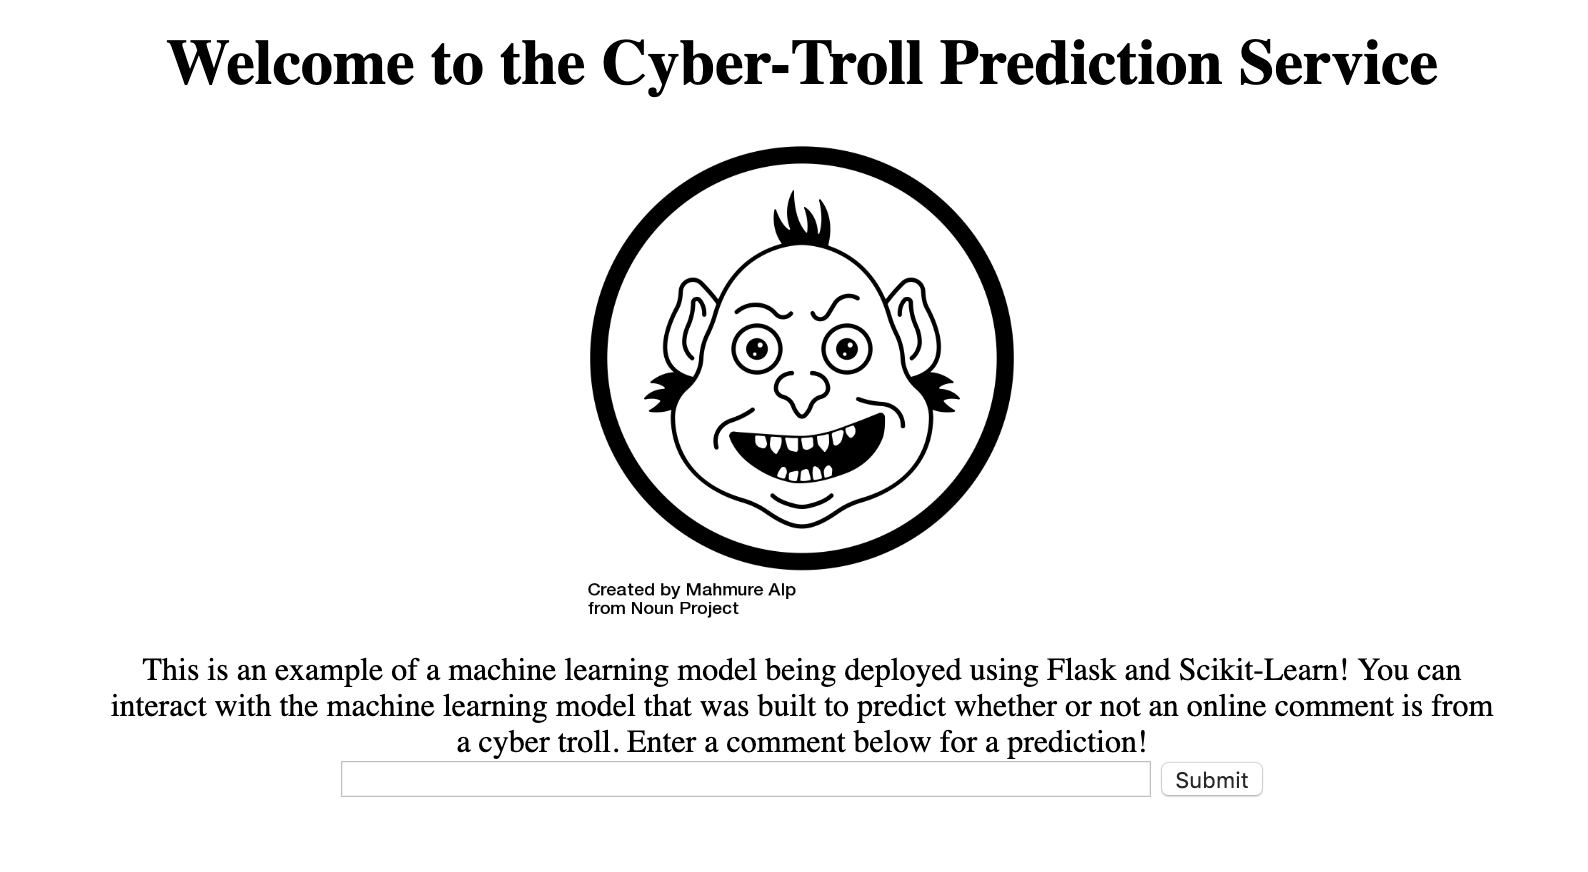 Welcome to the Cyber-Troll Prediction Service
Created by Mahmure Alp
from Noun Project
This is an example of a machine learning model being deployed using Flask and Scikit-Learn! You can
interact with the machine learning model that was built to predict whether or not an online comment is from
a cyber troll. Enter a comment below for a prediction!
Submit